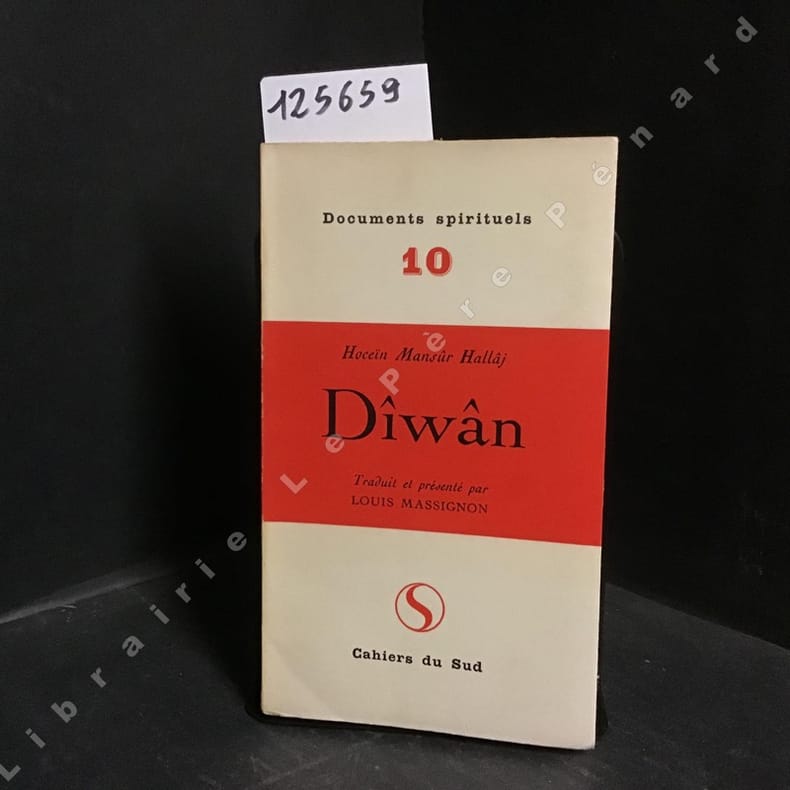 125659
Documents spirituels
10
Hoceïn Mansûr Hallâj
Dîwân
Traduit et présenté par
LOUIS MASSIGNON
S
Cahiers du Sud
Librairie Le Père Pénard